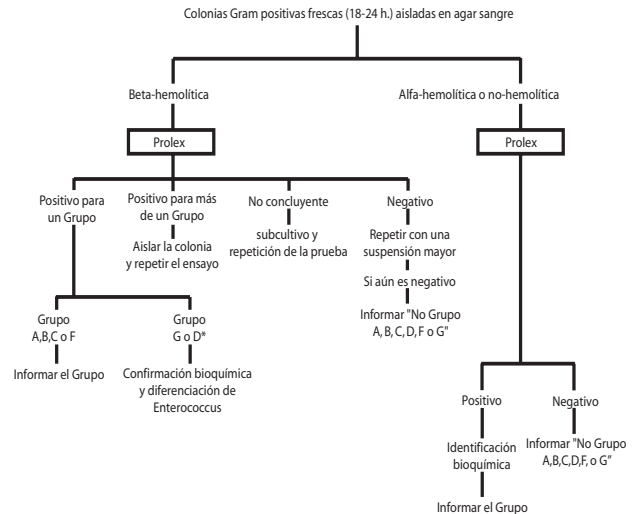 Colonias Gram positivas frescas (18-24 h.) aisladas en agar sangre
Beta-hemolítica
Alfa-hemolítica o no-hemolítica
Prolex
Prolex
Positivo para
un Grupo
Positivo para más
de un Grupo
Aislar la colonia
y repetir el ensayo
No concluyente
subcultivo y
repetición de la prueba
Negativo
Repetir con una
suspensión mayor
Si aún es negativo
Informar "No Grupo
A, B, C, D, F o G"
Grupo
A,B,C o F
Informar el Grupo
Grupo
G o D*
Confirmación bioquímica
y diferenciación de
Enterococcus
Positivo
Identificación
bioquímica
Informar el Grupo
Negativo
Informar "No Grupo
A,B,C,D,F, o G"